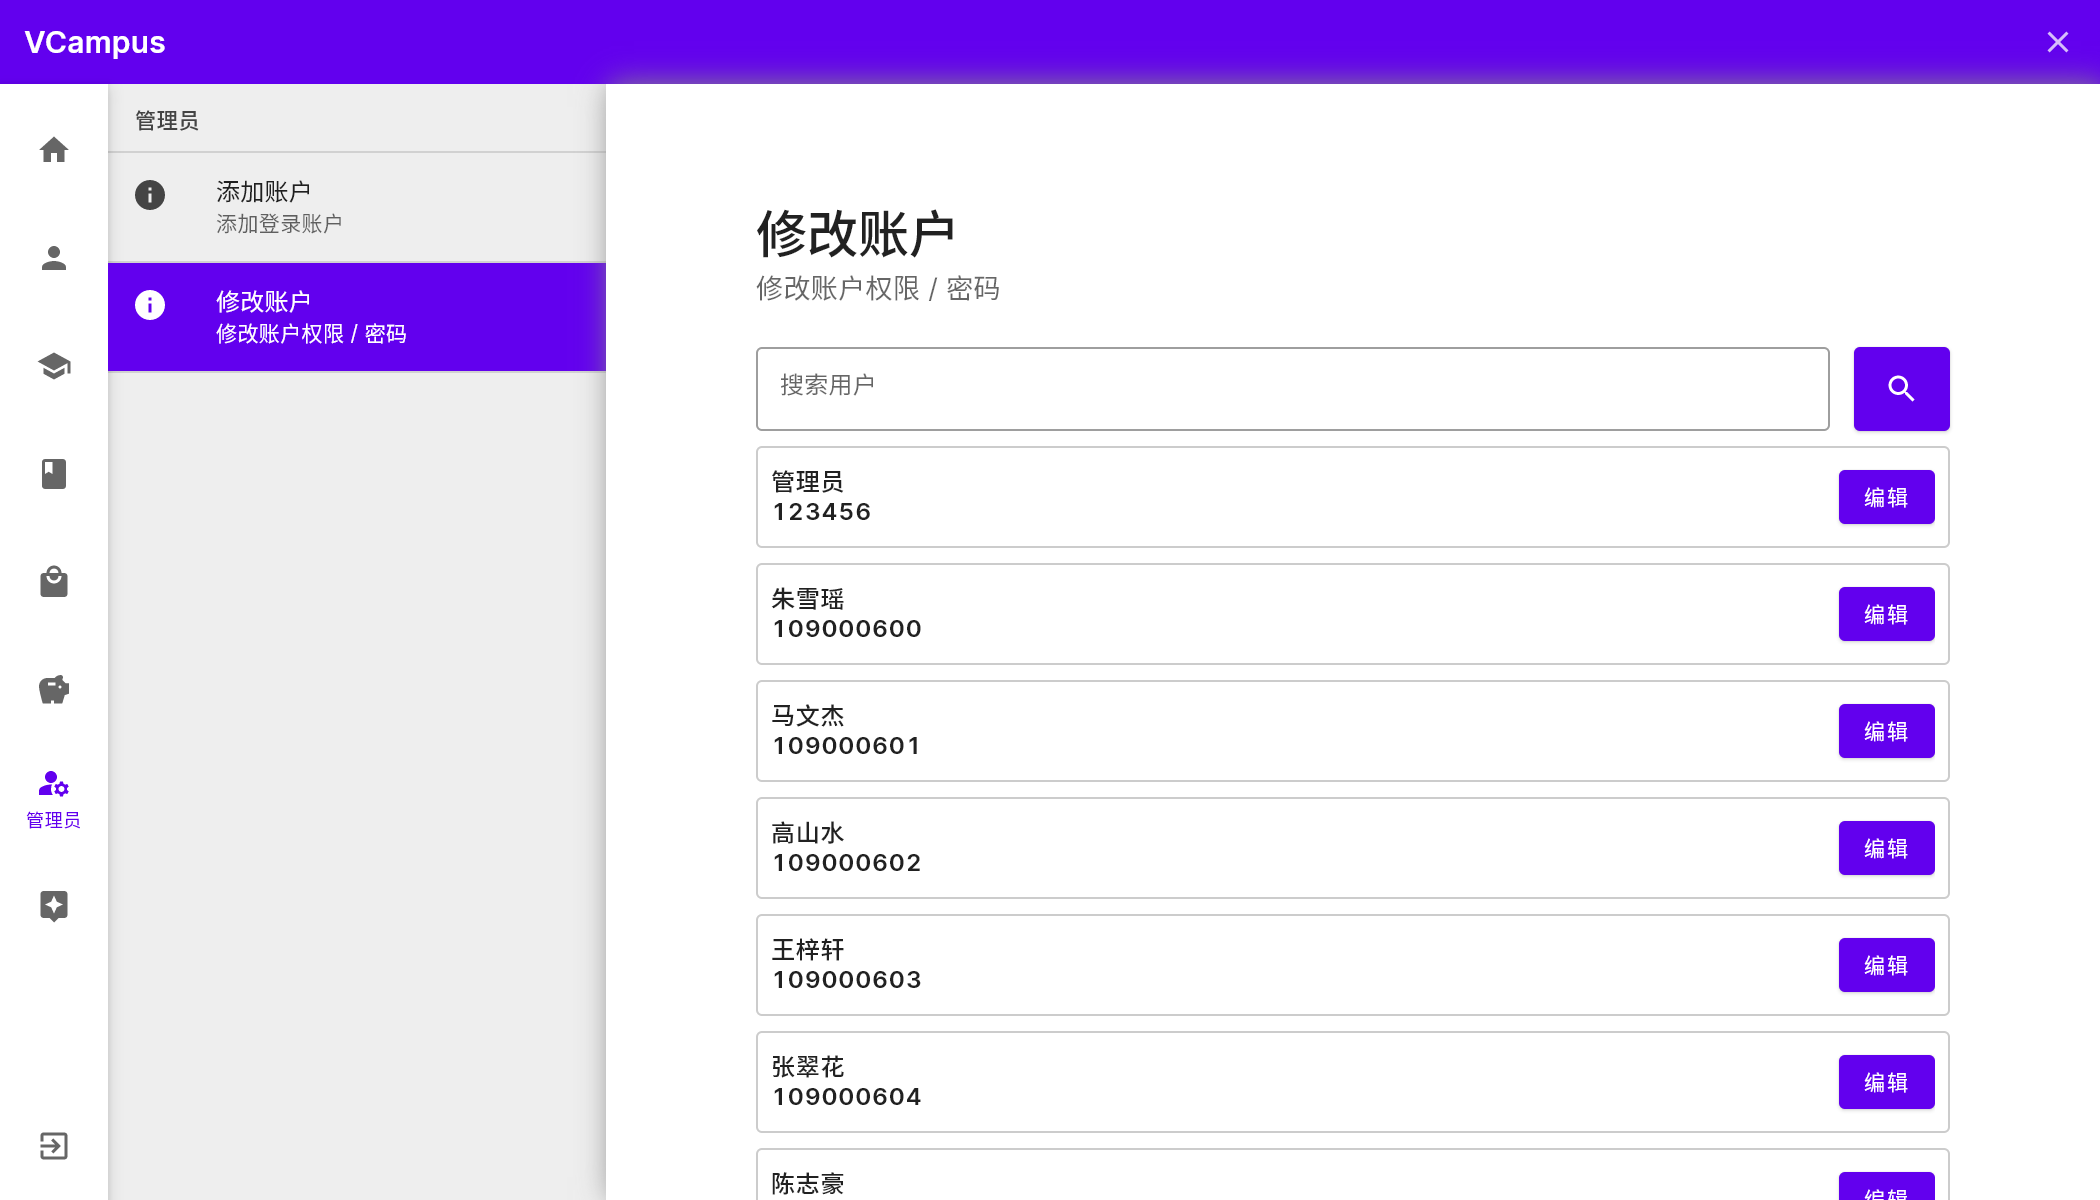 VCampus
管理员
添加账户
添加登录账户
修改账户
修改账户权限 / 密码
管理员
修改账户
修改账户权限 / 密码
搜索用户
管理员
123456
编辑
朱雪瑶
109000600
编辑
马文杰
109000601
编辑
高山水
109000602
编辑
王梓轩
109000603
编辑
张翠花
109000604
编辑
陈志豪
编辑